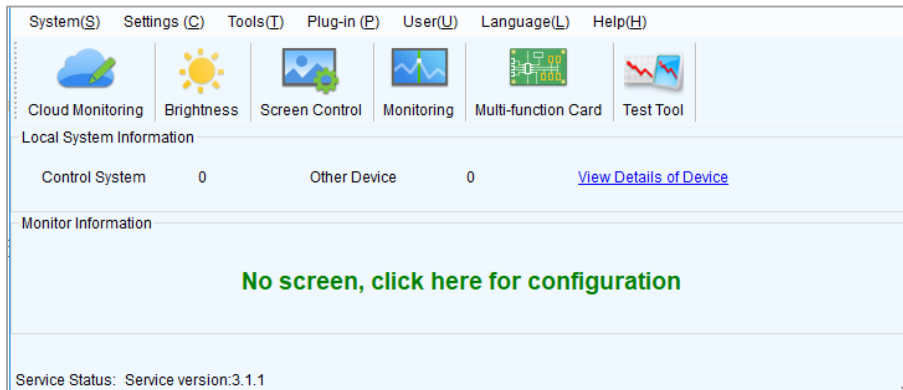 System(S) Settings (C) Tools(T) Plug-in (P) User(U) Language(L) Help(H)
Cloud Monitoring Brightness Screen Control Monitoring Multi-function Card Test Tool
Local System Information
Control System 0 Other Device 0 View Details of Device
Monitor Information
No screen, click here for configuration
Service Status: Service version:3.1.1